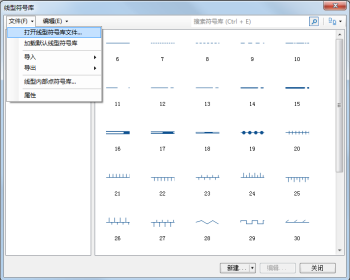 线型符号库
文件(F)
编辑(E)
搜索符号库 (Ctrl + E)
打开线型符号库文件...
加载默认线型符号库
导入
导出
线型内部点符号库...
属性
6 7 8 9 10
11 12 13 14 15
16 17 18 19 20
21 22 23 24 25
26 27 28 29 30
新建... 编辑... 关闭